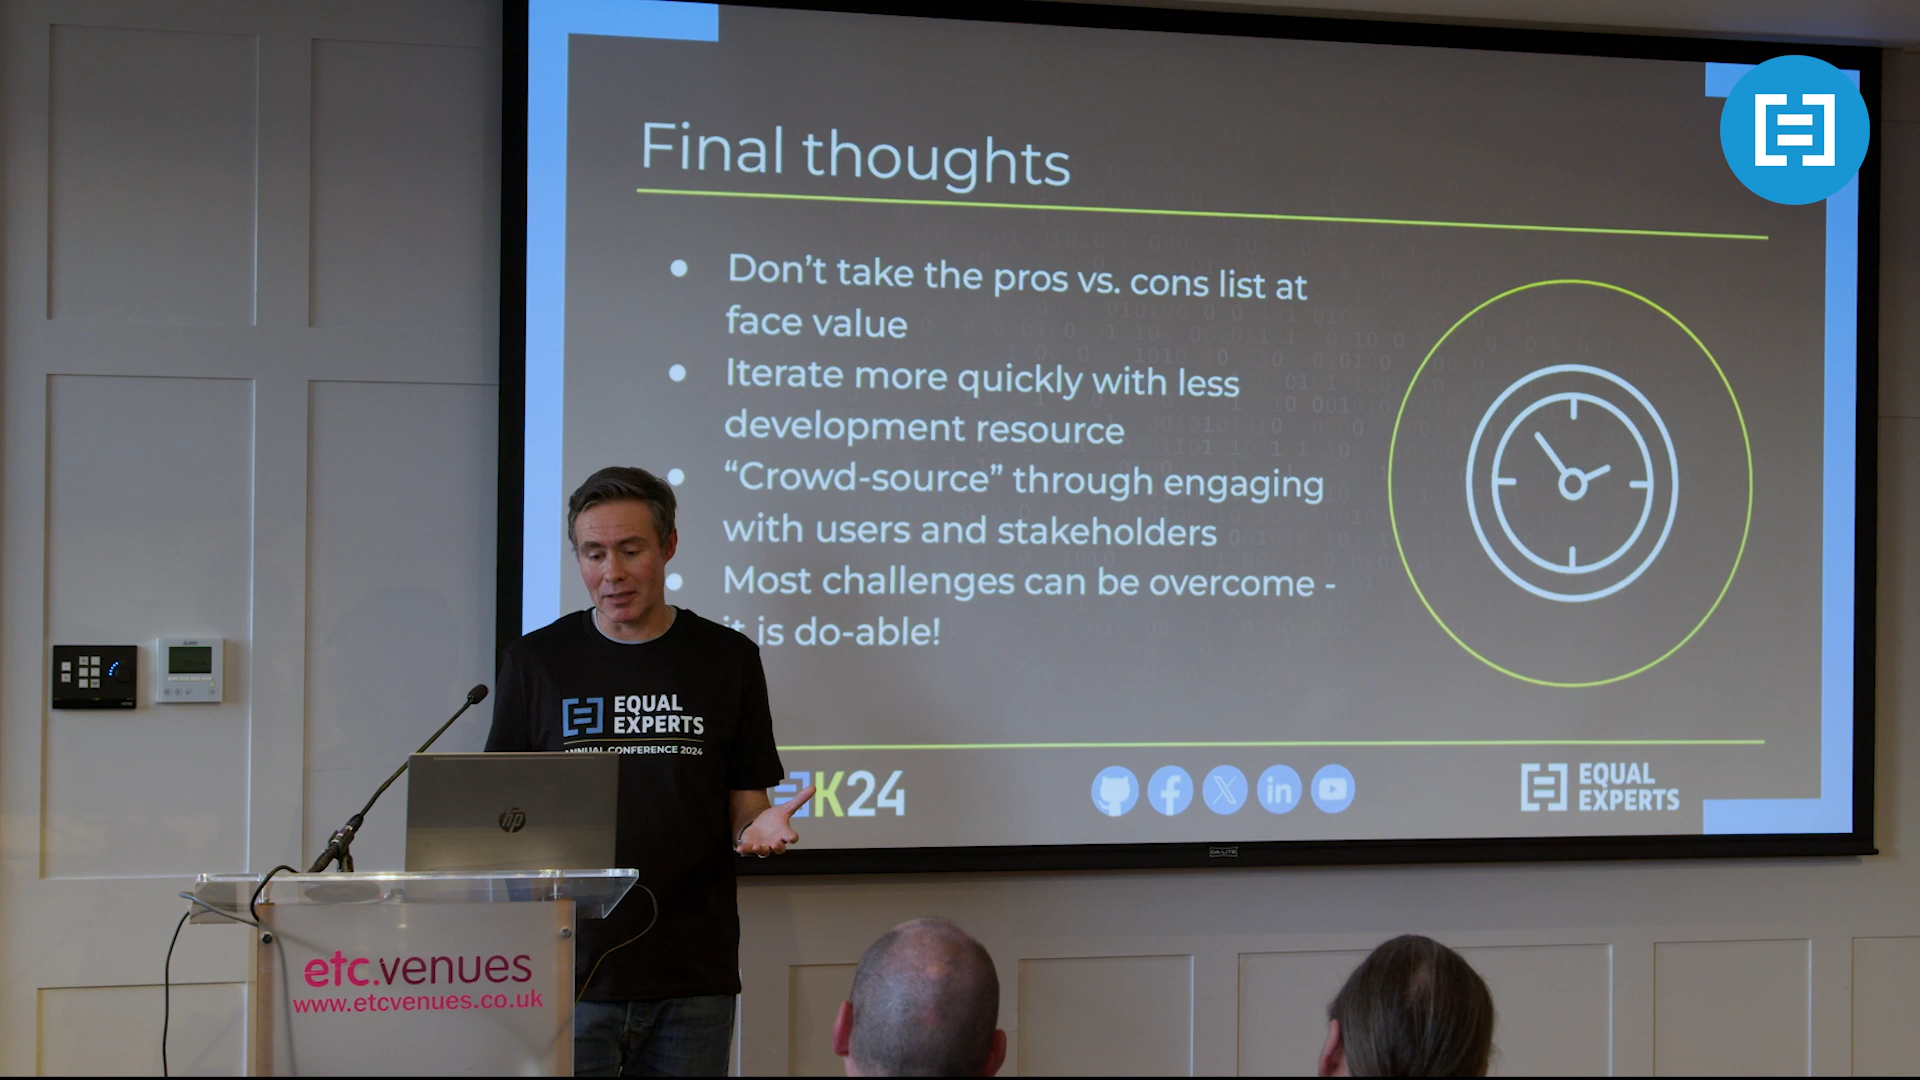 Final thoughts
Don’t take the pros vs. cons list at
face value
Iterate more quickly with less
development resource
“Crowd-source” through engaging
with users and stakeholders
Most challenges can be overcome -
it is do-able!
K24
EQUAL
EXPERTS
EQUAL
EXPERTS
ANNUAL CONFERENCE 2024
hp
DA-LITE
etc.venues
www.etcvenues.co.uk